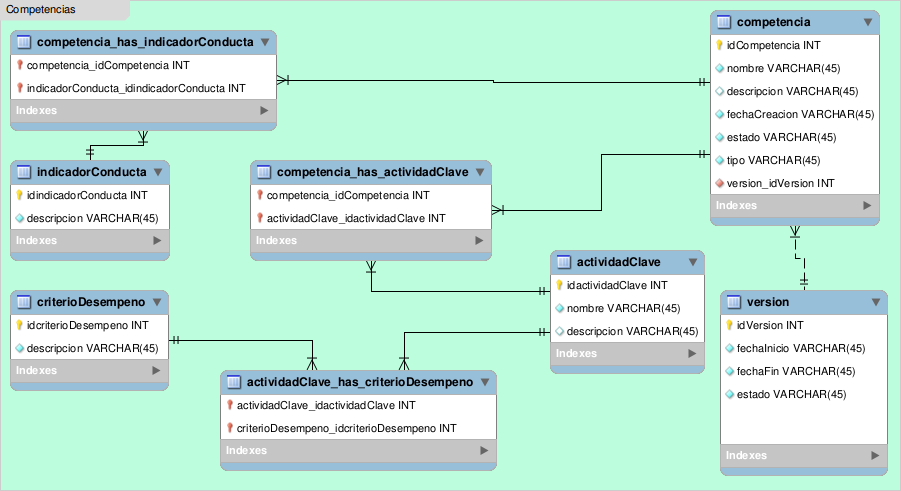 Competencias
competencia_has_indicadorConducta
competencia_idCompetencia INT
indicadorConducta_idindicadorConducta INT
Indexes
competencia
idCompetencia INT
nombre VARCHAR(45)
descripcion VARCHAR(45)
fechaCreacion VARCHAR(45)
estado VARCHAR(45)
tipo VARCHAR(45)
version_idVersion INT
Indexes
indicadorConducta
idindicadorConducta INT
descripcion VARCHAR(45)
Indexes
competencia_has_actividadClave
competencia_idCompetencia INT
actividadClave_idactividadClave INT
Indexes
actividadClave
idactividadClave INT
nombre VARCHAR(45)
descripcion VARCHAR(45)
Indexes
criterioDesempeno
idcriterioDesempeno INT
descripcion VARCHAR(45)
Indexes
version
idVersion INT
fechaInicio VARCHAR(45)
fechaFin VARCHAR(45)
estado VARCHAR(45)
Indexes
actividadClave_has_criterioDesempeno
actividadClave_idactividadClave INT
criterioDesempeno_idcriterioDesempeno INT
Indexes